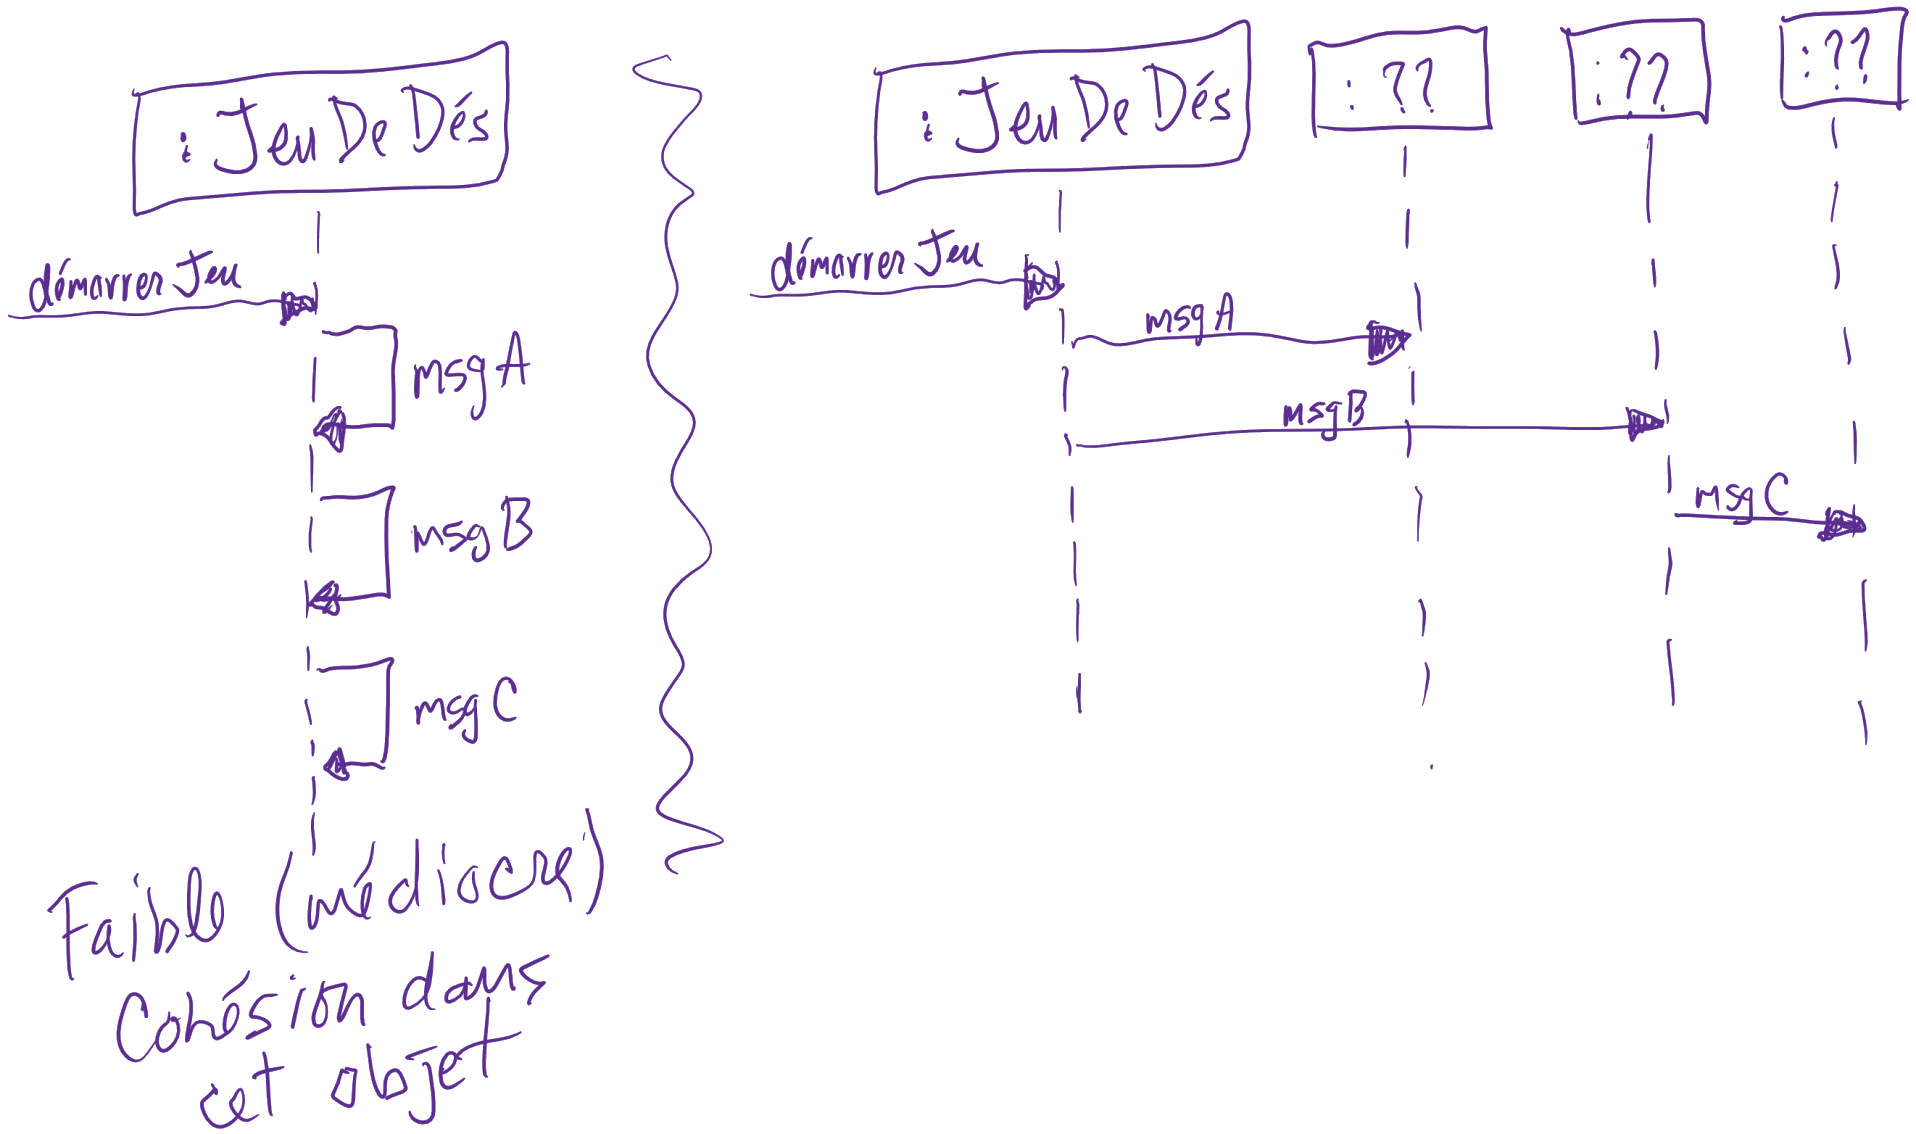 : JeuDeDés
démarrerJeu
msgA
msgB
msgC
Faible (médiocre)
Cohésion dans
cet objet
: JeuDeDés
: ??
: ??
: ??
démarrerJeu
msgA
msgB
msgC